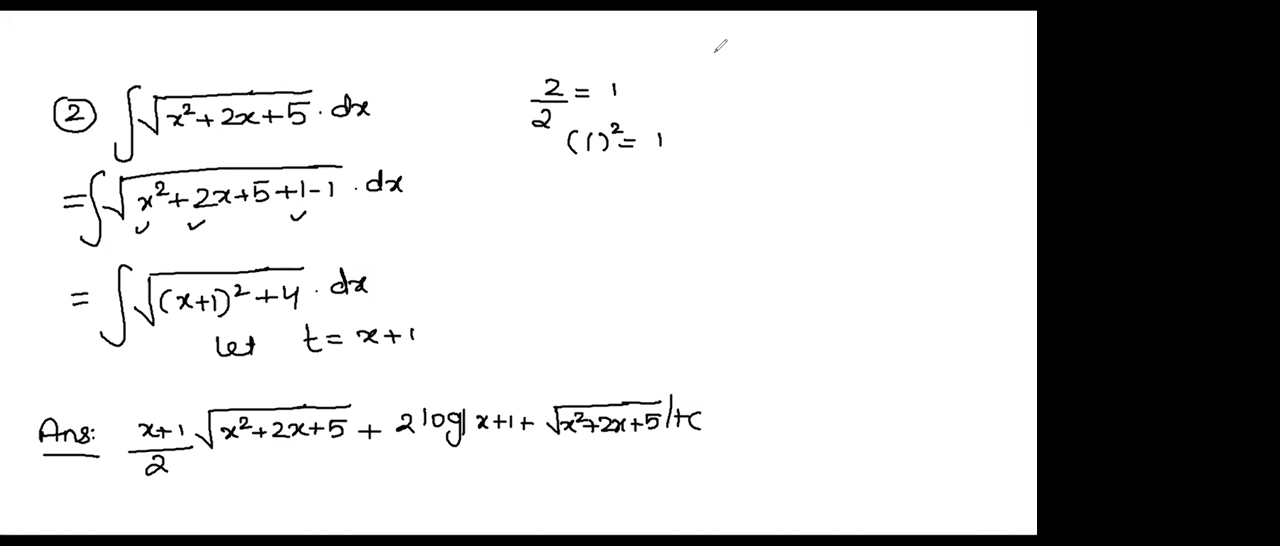 ② ∫√(x²+2x+5) · dx
2/2 = 1
(1)² = 1
= ∫√(x²+2x+5+1-1) · dx
= ∫√((x+1)²+4) · dx
Let t = x+1
Ans: (x+1)/2 √(x²+2x+5) + 2 log|x+1+ √(x²+2x+5)|+c